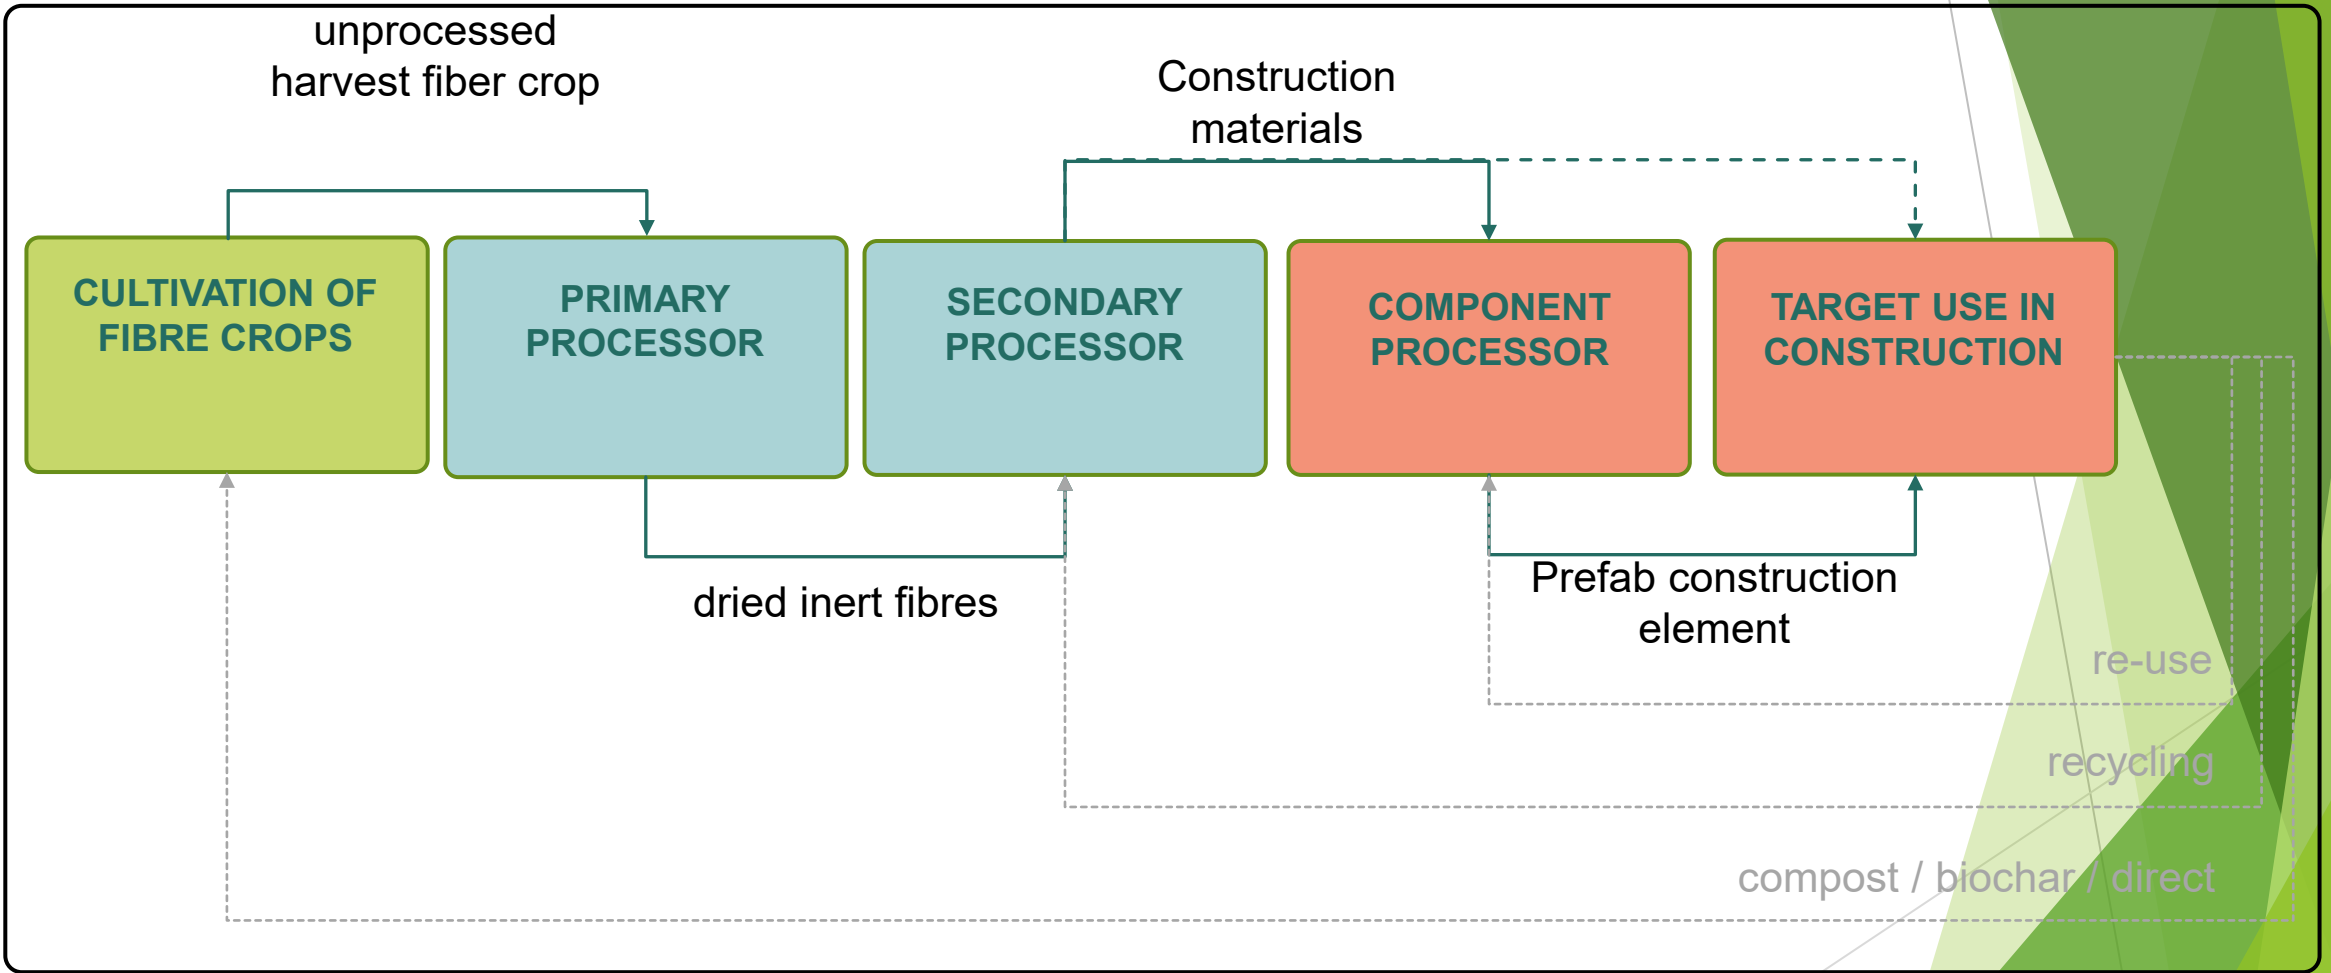 unprocessed
harvest fiber crop
Construction
materials
CULTIVATION OF
FIBRE CROPS
PRIMARY
PROCESSOR
SECONDARY
PROCESSOR
COMPONENT
PROCESSOR
TARGET USE IN
CONSTRUCTION
dried inert fibres
Prefab construction
element
re-use
recycling
compost / biochar / direct